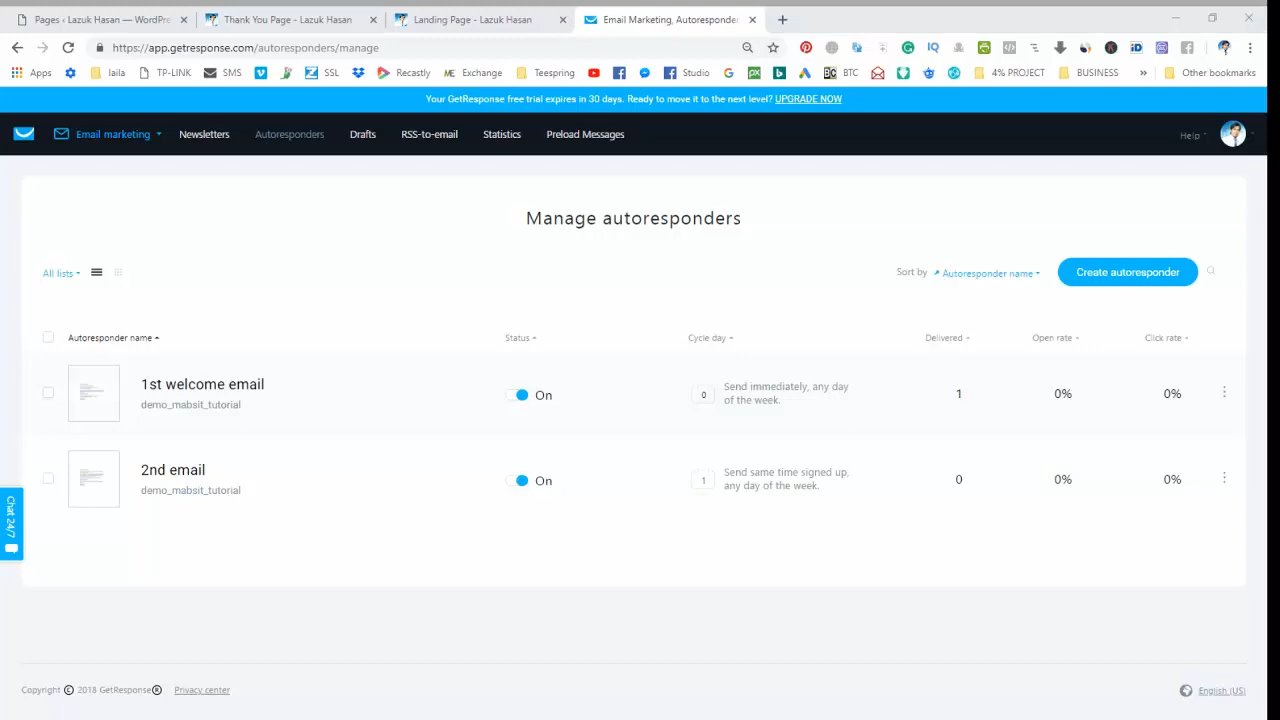 Pages ‹ Lazuk Hasan — WordPre
Thank You Page - Lazuk Hasan
Landing Page - Lazuk Hasan
Email Marketing, Autoresponder
https://app.getresponse.com/autoresponders/manage
Apps
laila
TP-LINK
SMS
SSL
Recastly
Exchange
Teespring
Studio
BTC
4% PROJECT
BUSINESS
Other bookmarks
Your GetResponse free trial expires in 30 days. Ready to move it to the next level? UPGRADE NOW
Email marketing
Newsletters
Autoresponders
Drafts
RSS-to-email
Statistics
Preload Messages
Help
Manage autoresponders
All lists
Sort by
Autoresponder name
Create autoresponder
Autoresponder name
Status
Cycle day
Delivered
Open rate
Click rate
1st welcome email
demo_mabsit_tutorial
On
0
Send immediately, any day
of the week.
1
0%
0%
2nd email
demo_mabsit_tutorial
On
1
Send same time signed up,
any day of the week.
0
0%
0%
Chat 24/7
Copyright © 2018 GetResponse®
Privacy center
English (US)